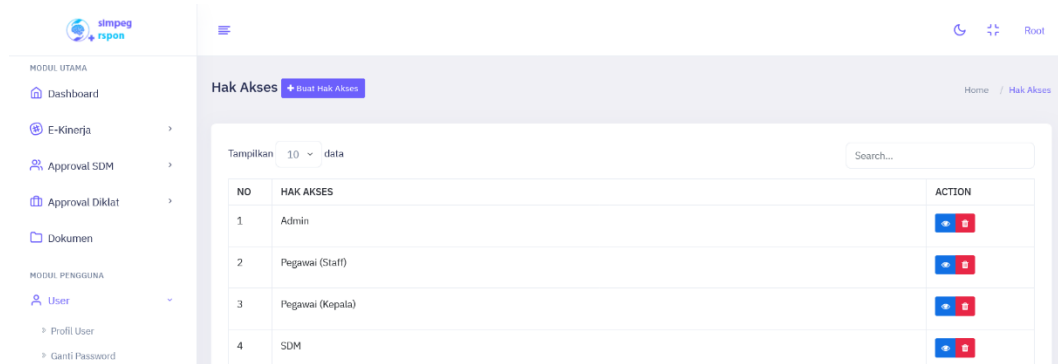 simpeg
rspon
Root
MODUL UTAMA
Dashboard
E-Kinerja
Approval SDM
Approval Diklat
Dokumen
MODUL PENGGUNA
User
Profil User
Ganti Password
Hak Akses + Buat Hak Akses
Home / Hak Akses
Tampilkan 10 data
Search...
NO HAK AKSES ACTION
1 Admin
2 Pegawai (Staff)
3 Pegawai (Kepala)
4 SDM